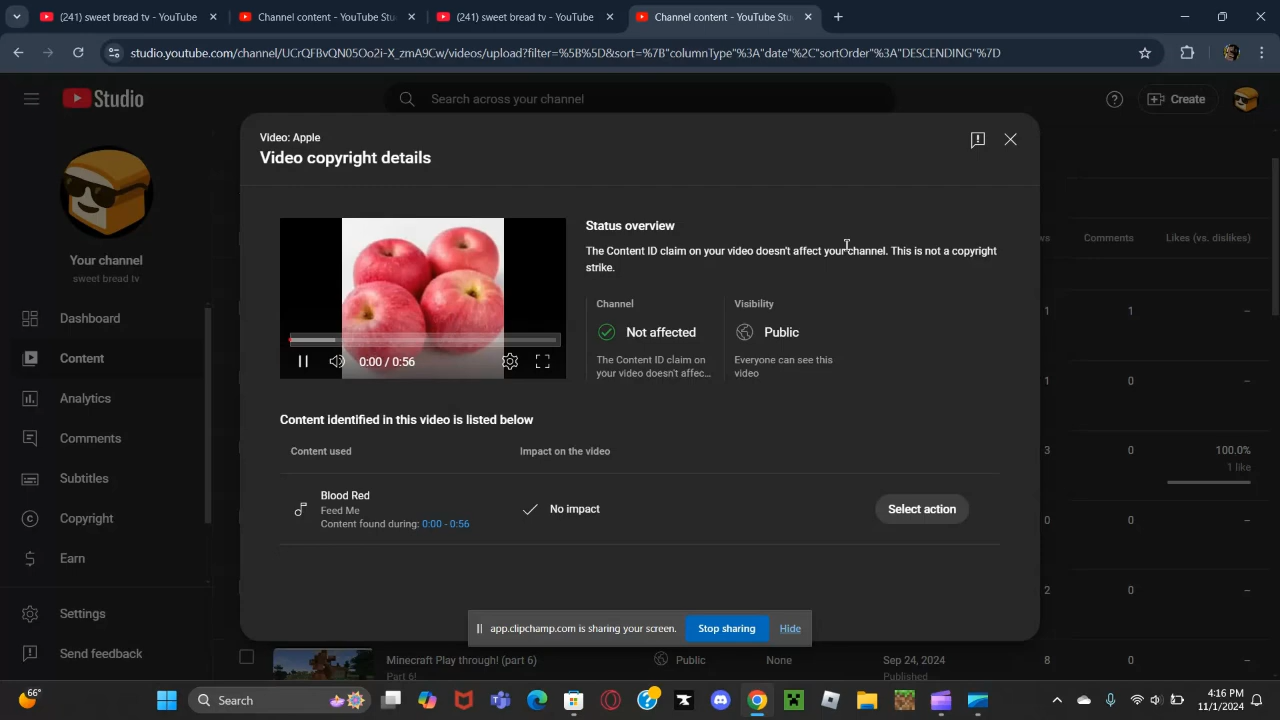 (241) sweet bread tv - YouTube
Channel content - YouTube Stu
(241) sweet bread tv - YouTube
Channel content - YouTube Stu
studio.youtube.com/channel/UCrQFBvQN05Oo2i-X_zmA9Cw/videos/upload?filter=%5B%5D&sort=%7B"columnType"%3A"date"%2C"sortOrder"%3A"DESCENDING"%7D
Studio
Search across your channel
Create
Your channel
sweet bread tv
Dashboard
Content
Analytics
Comments
Subtitles
Copyright
Earn
Settings
Send feedback
Video: Apple
Video copyright details
0:00 / 0:56
Status overview
The Content ID claim on your video doesn't affect your channel. This is not a copyright
strike.
Channel
Not affected
The Content ID claim on
your video doesn't affec...
Visibility
Public
Everyone can see this
video
Content identified in this video is listed below
Content used
Impact on the video
Blood Red
Feed Me
Content found during: 0:00 - 0:56
No impact
Select action
ws
Comments
Likes (vs. dislikes)
1
1
–
1
0
–
3
0
100.0%
1 like
0
0
–
2
0
–
app.clipchamp.com is sharing your screen.
Stop sharing
Hide
Minecraft Play through! (part 6)
Part 6!
Public
None
Sep 24, 2024
Published
8
0
–
66°
Search
4:16 PM
11/1/2024